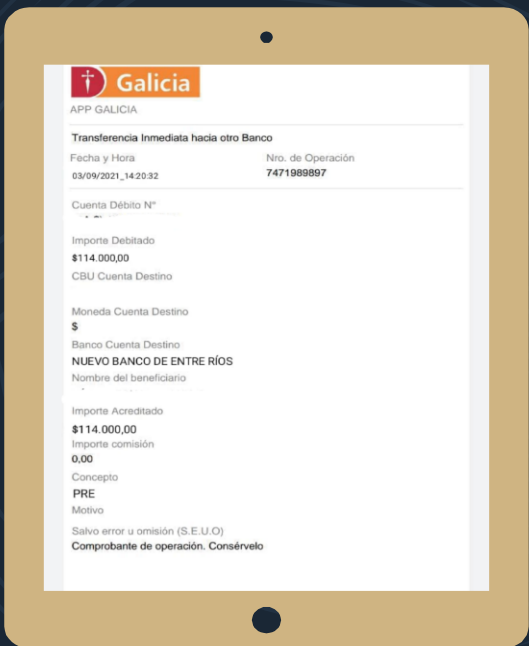 Galicia
APP GALICIA
Transferencia Inmediata hacia otro Banco
Fecha y Hora Nro. de Operación
03/09/2021_14:20:32 7471989897
Cuenta Débito N°
Importe Debitado
$114.000,00
CBU Cuenta Destino
Moneda Cuenta Destino
$
Banco Cuenta Destino
NUEVO BANCO DE ENTRE RÍOS
Nombre del beneficiario
Importe Acreditado
$114.000,00
Importe comisión
0,00
Concepto
PRE
Motivo
Salvo error u omisión (S.E.U.O)
Comprobante de operación. Consérvelo